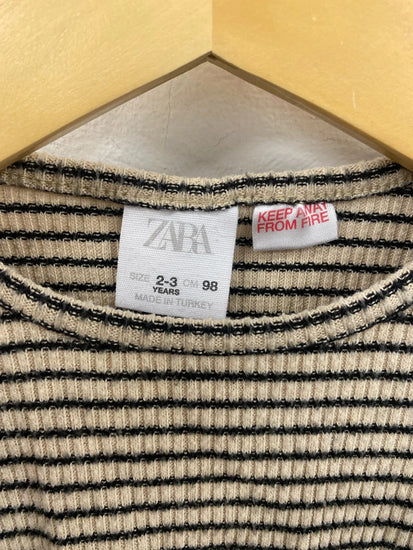 ZARA
SIZE 2-3 CM 98
YEARS
MADE IN TURKEY
KEEP AWAY
FROM FIRE